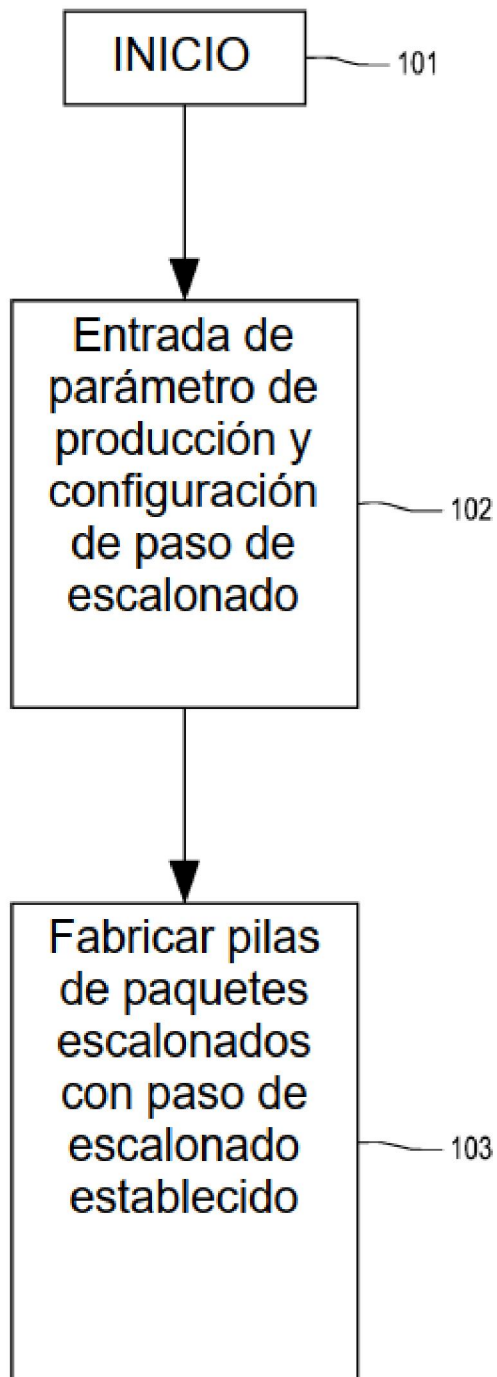 INICIO
101
Entrada de
parámetro de
producción y
configuración
de paso de
escalonado
102
Fabricar pilas
de paquetes
escalonados
con paso de
escalonado
establecido
103